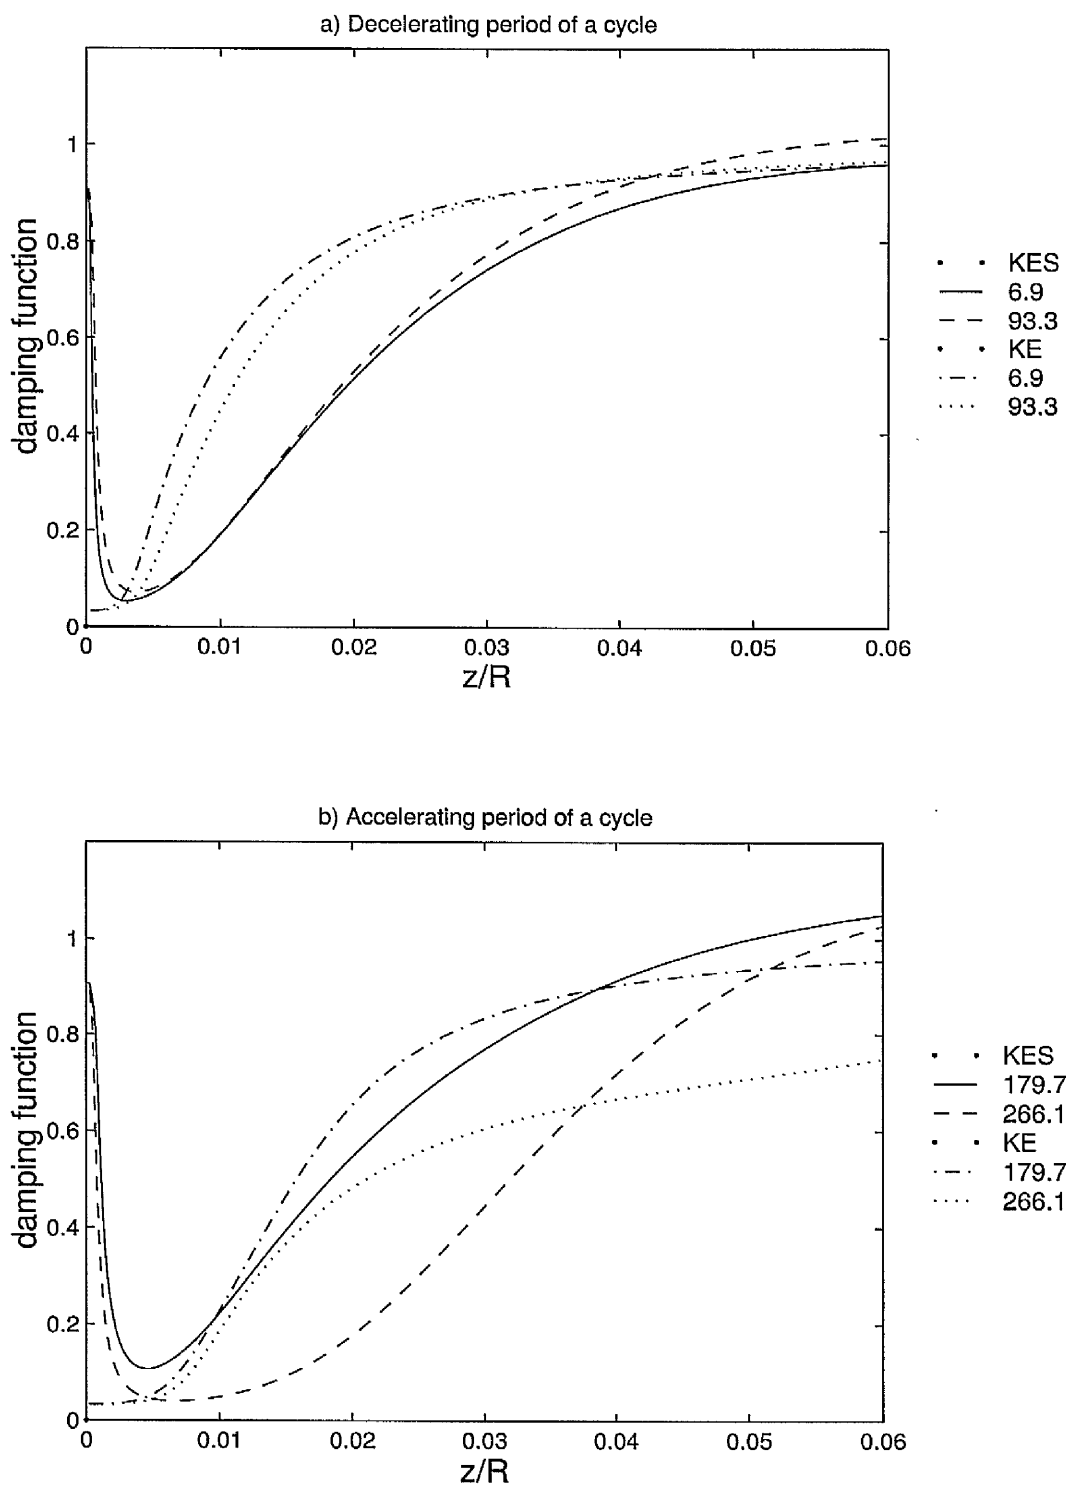 a) Decelerating period of a cycle
damping function
1
0.8
0.6
0.4
0.2
0
0 0.01 0.02 0.03 0.04 0.05 0.06
z/R
KES
6.9
93.3
KE
6.9
93.3
b) Accelerating period of a cycle
damping function
1
0.8
0.6
0.4
0.2
0
0 0.01 0.02 0.03 0.04 0.05 0.06
z/R
KES
179.7
266.1
KE
179.7
266.1